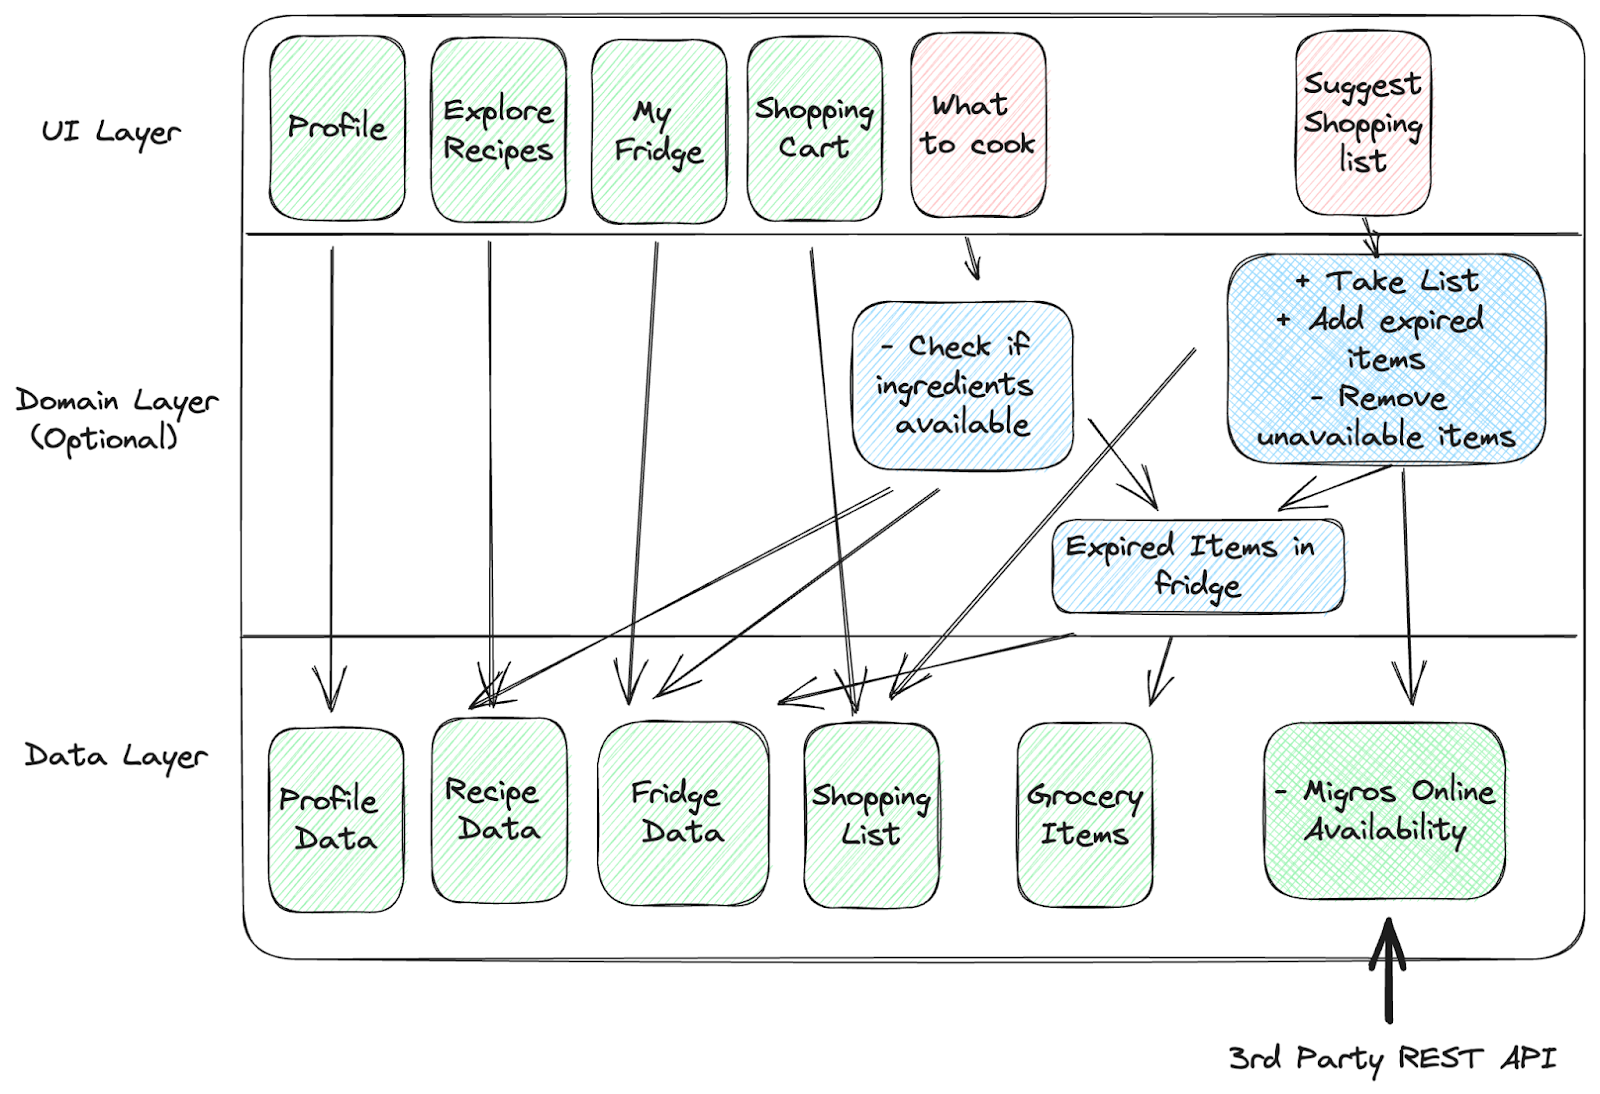 UI Layer
Profile
Explore
Recipes
My
Fridge
Shopping
Cart
What
to cook
Suggest
Shopping
list
Domain Layer
(Optional)
- Check if
ingredients
available
+ Take List
+ Add expired
items
- Remove
unavailable items
Expired Items in
fridge
Data Layer
Profile
Data
Recipe
Data
Fridge
Data
Shopping
List
Grocery
Items
- Migros Online
Availability
3rd Party REST API